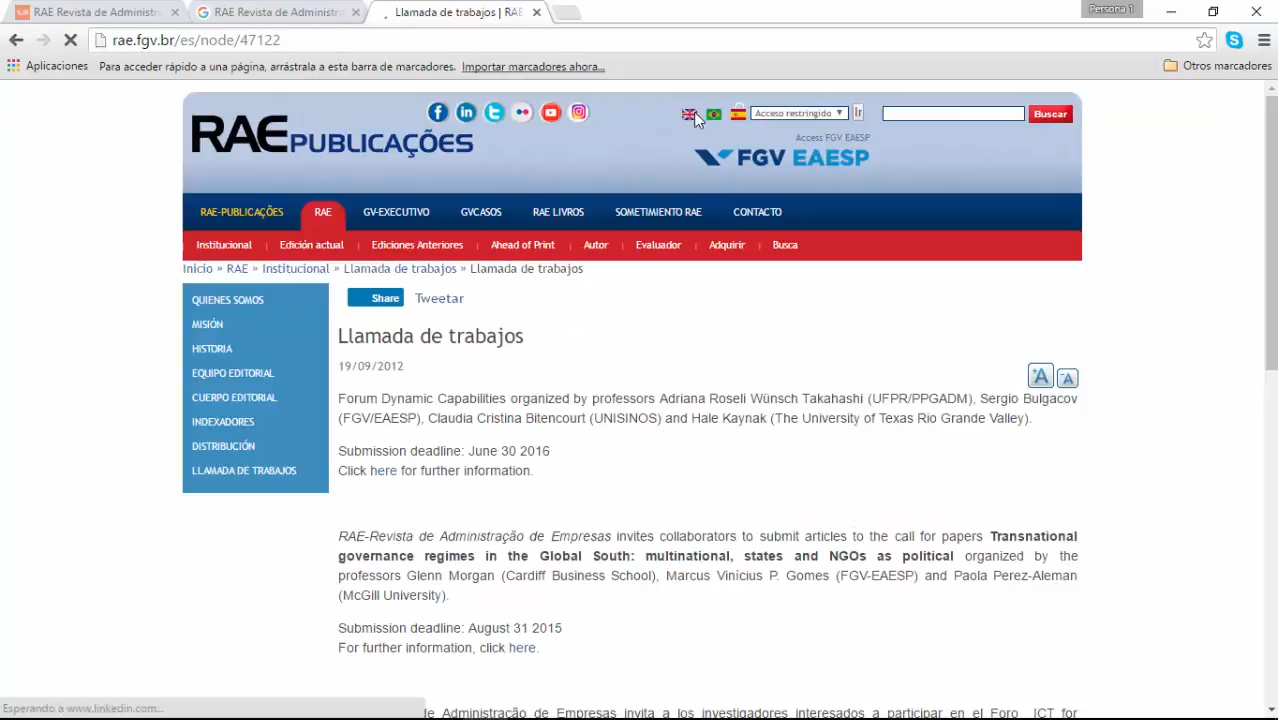 RAE Revista de Administra
RAE Revista de Administra
Llamada de trabajos | RAE
Persona 1
rae.fgv.br/es/node/47122
Aplicaciones
Para acceder rápido a una página, arrástrala a esta barra de marcadores.
Importar marcadores ahora...
Otros marcadores
Acceso restringido
Ir
Buscar
RAE PUBLICAÇÕES
Access FGV EAESP
FGV EAESP
RAE-PUBLICAÇÕES
RAE
GV-EXECUTIVO
GVCASOS
RAE LIVROS
SOMETIMIENTO RAE
CONTACTO
Institucional | Edición actual | Ediciones Anteriores | Ahead of Print | Autor | Evaluador | Adquirir | Busca
Inicio » RAE » Institucional » Llamada de trabajos » Llamada de trabajos
QUIENES SOMOS
MISIÓN
HISTORIA
EQUIPO EDITORIAL
CUERPO EDITORIAL
INDEXADORES
DISTRIBUCIÓN
LLAMADA DE TRABAJOS
Share
Tweetar
Llamada de trabajos
19/09/2012
+A -A
Forum Dynamic Capabilities organized by professors Adriana Roseli Wünsch Takahashi (UFPR/PPGADM), Sergio Bulgacov
(FGV/EAESP), Claudia Cristina Bitencourt (UNISINOS) and Hale Kaynak (The University of Texas Rio Grande Valley).
Submission deadline: June 30 2016
Click here for further information.
RAE-Revista de Administração de Empresas invites collaborators to submit articles to the call for papers Transnational
governance regimes in the Global South: multinational, states and NGOs as political organized by the
professors Glenn Morgan (Cardiff Business School), Marcus Vinícius P. Gomes (FGV-EAESP) and Paola Perez-Aleman
(McGill University).
Submission deadline: August 31 2015
For further information, click here.
de Administração de Empresas invita a los investigadores interesados a participar en el Foro ICT for
Esperando a www.linkedin.com...